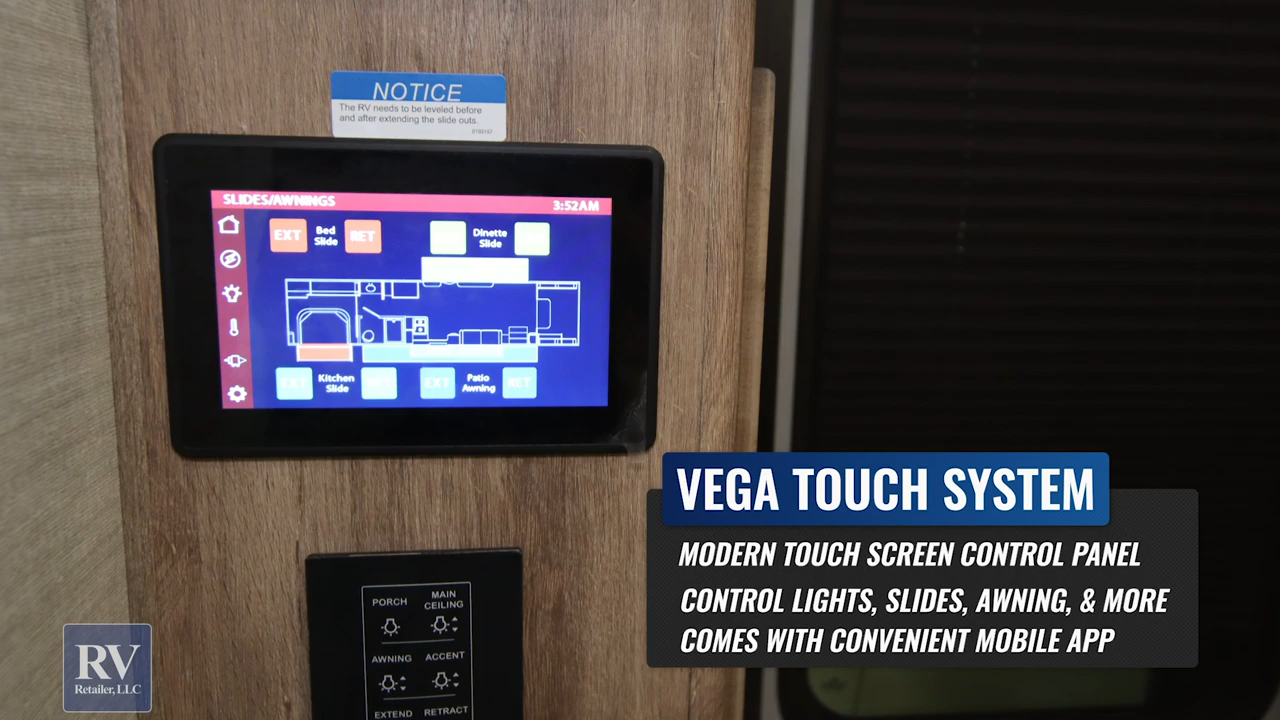 NOTICE
The RV needs to be leveled before
and after extending the slide outs.
SLIDES/AWNINGS
3:52AM
EXT
Bed
Slide
RET
Dinette
Slide
EXT
Kitchen
Slide
EXT
Patio
Awning
RET
VEGA TOUCH SYSTEM
MODERN TOUCH SCREEN CONTROL PANEL
CONTROL LIGHTS, SLIDES, AWNING, & MORE
COMES WITH CONVENIENT MOBILE APP
PORCH
MAIN
CEILING
AWNING
ACCENT
EXTEND
RETRACT
RV
Retailer, LLC